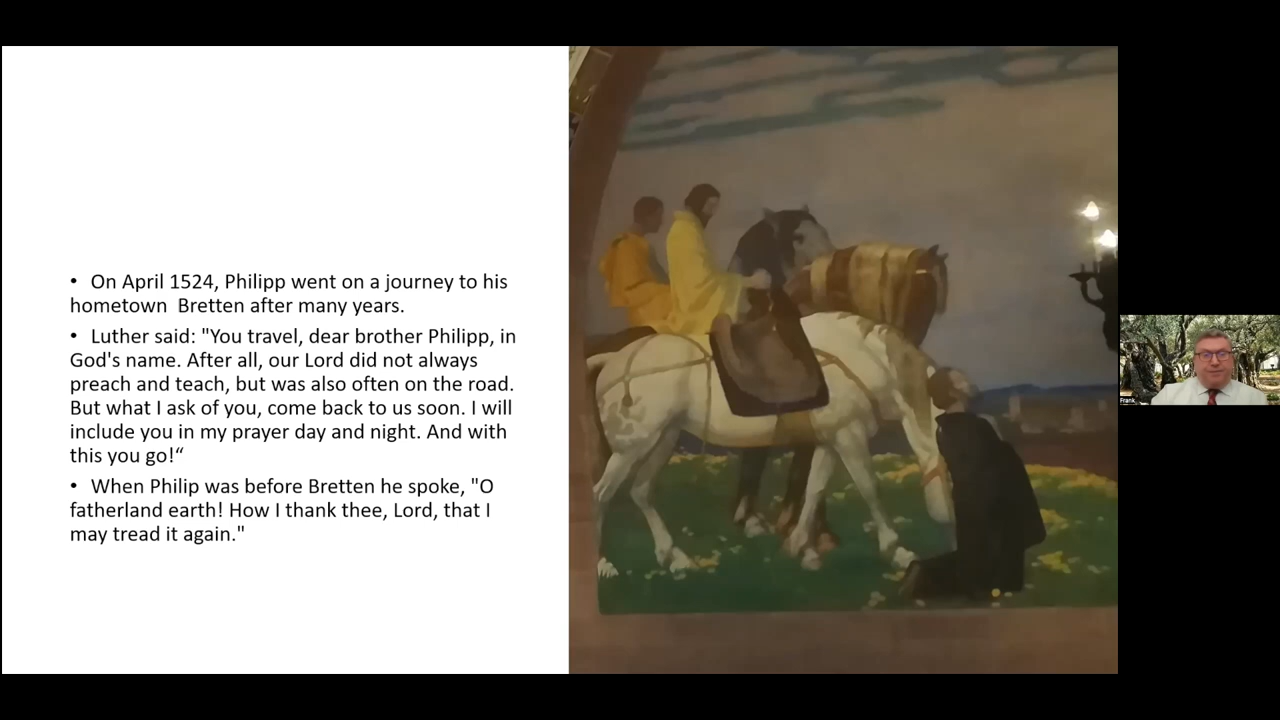 • On April 1524, Philipp went on a journey to his
hometown  Bretten after many years.
• Luther said: "You travel, dear brother Philipp, in
God's name. After all, our Lord did not always
preach and teach, but was also often on the road.
But what I ask of you, come back to us soon. I will
include you in my prayer day and night. And with
this you go!“
• When Philip was before Bretten he spoke, "O
fatherland earth! How I thank thee, Lord, that I
may tread it again."
Frank